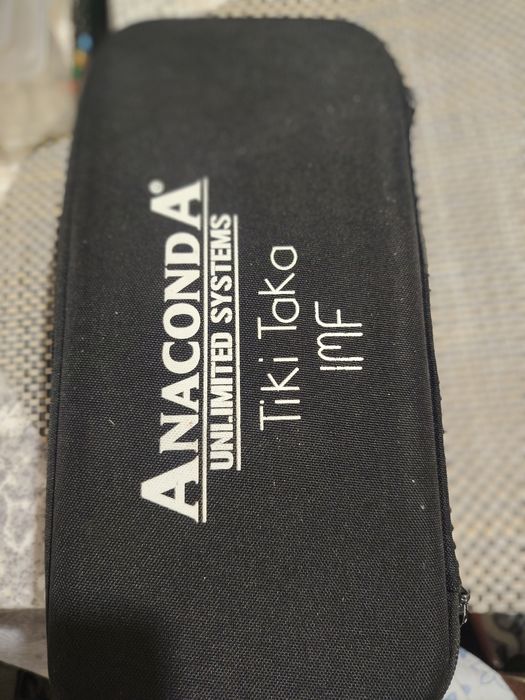 ANACONDA®
UNLIMITED SYSTEMS
Tiki Taka
IMF